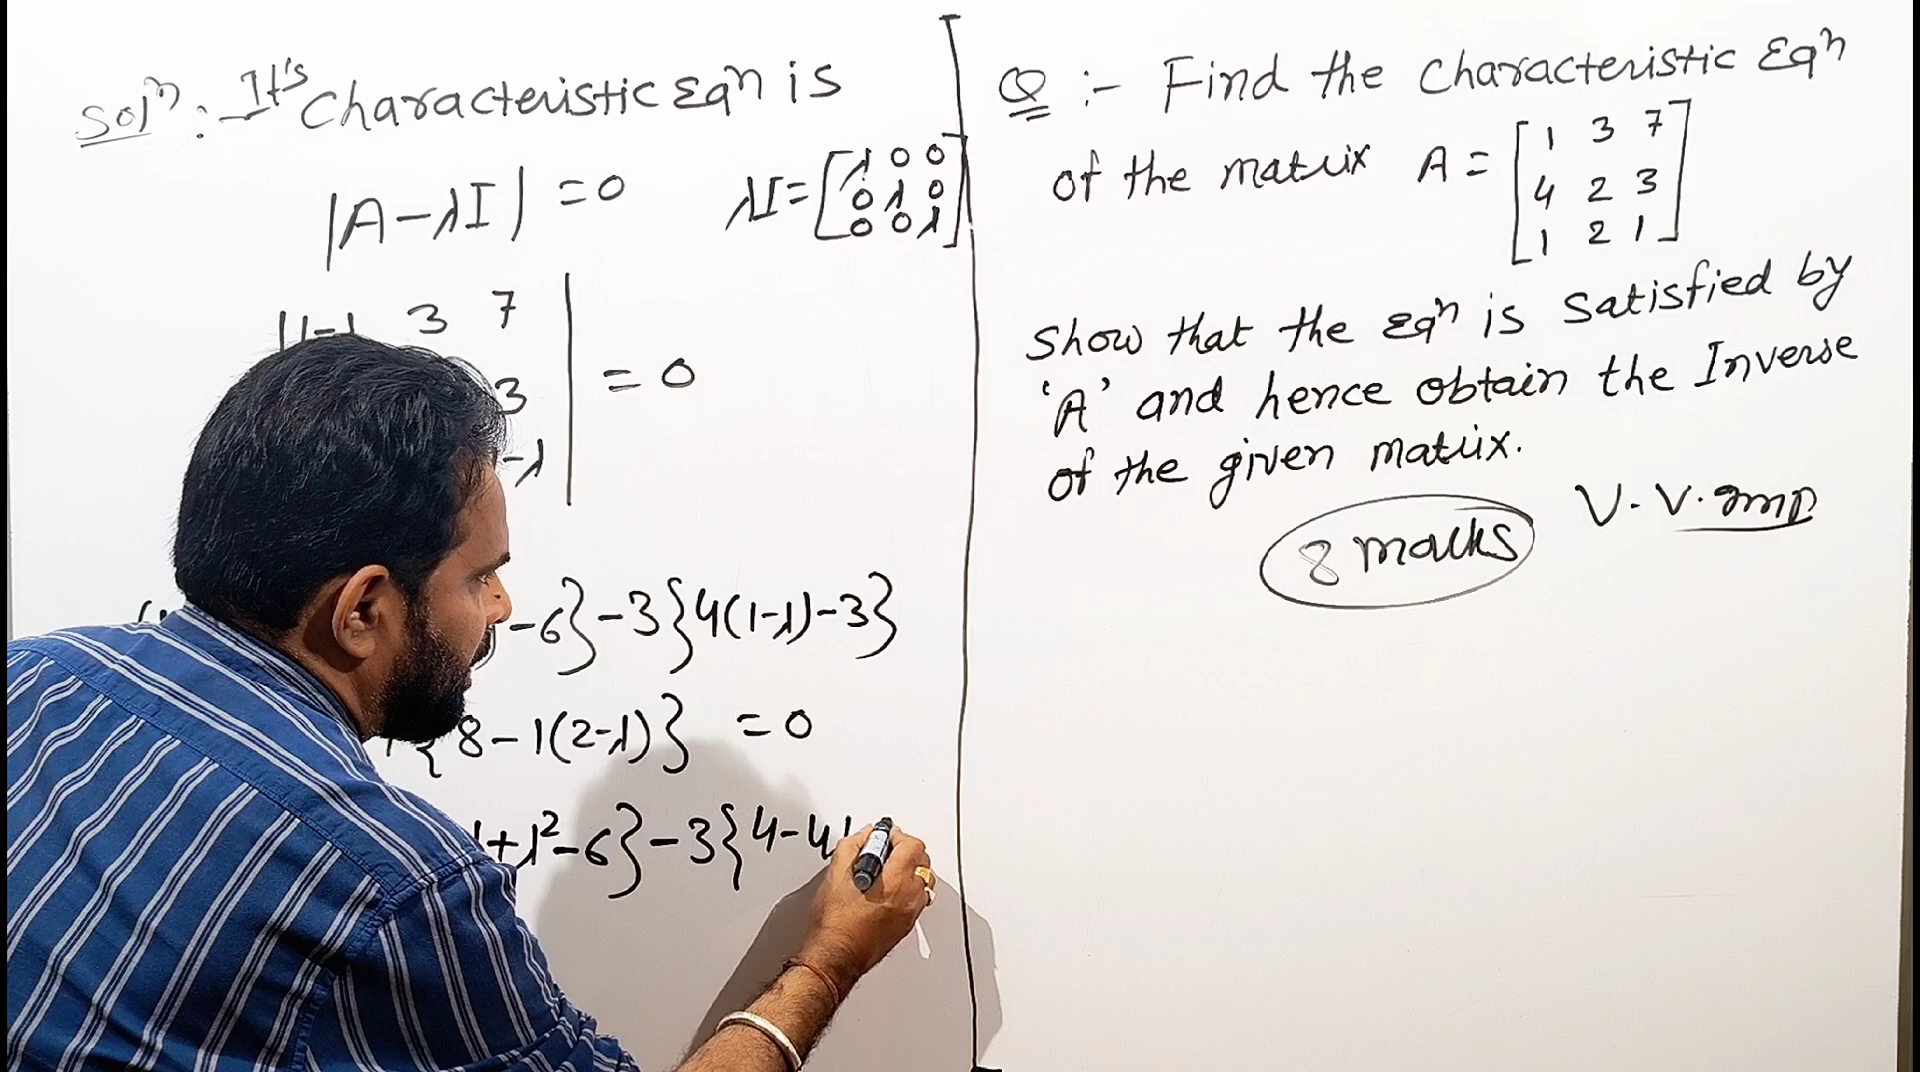 Solⁿ :- It's Characteristic Eqⁿ is
|A-λI| = 0 λI = [λ 0 0
0 λ 0
0 0 λ]
3 7
3 = 0
-λ
-6} -3{4(1-λ)-3}
{8-1(2-λ)} = 0
+λ²-6} -3{4-4
Q :- Find the Characteristic Eqⁿ
of the matrix A = [1 3 7
4 2 3
1 2 1]
Show that the Eqⁿ is Satisfied by
'A' and hence obtain the Inverse
of the given matrix.
8 marks V.V.Imp